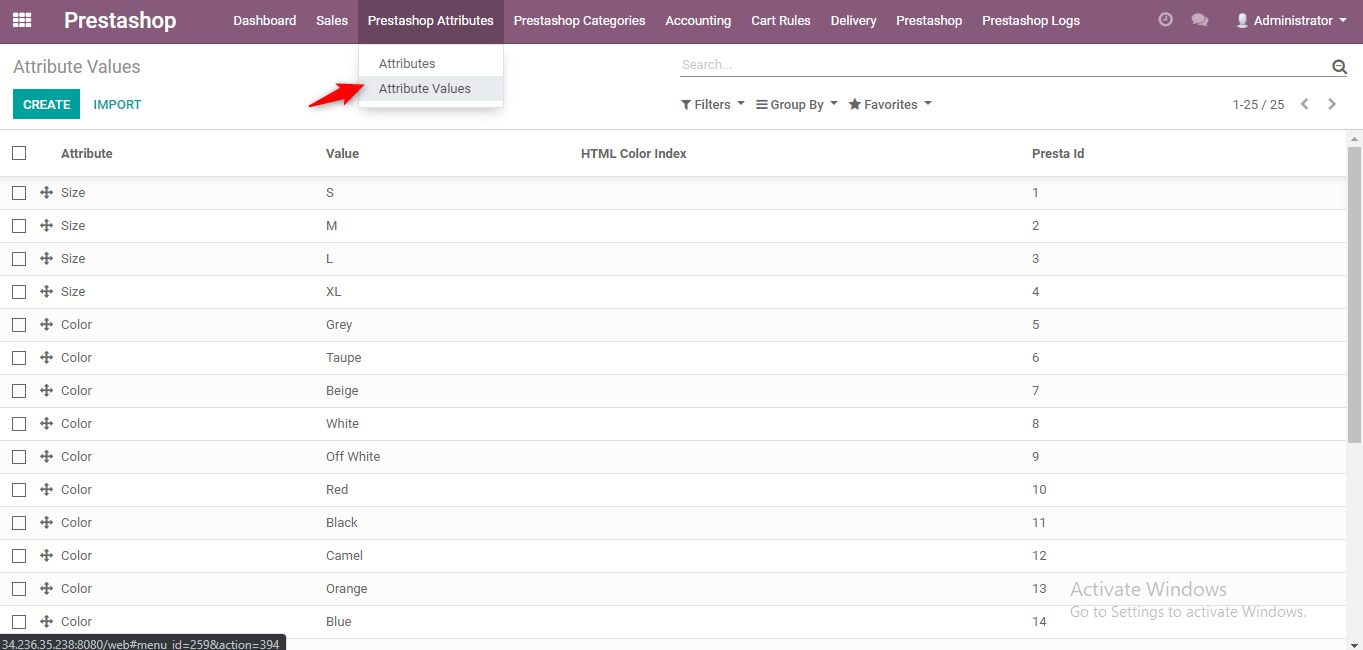 Prestashop Dashboard Sales Prestashop Attributes Prestashop Categories Accounting Cart Rules Delivery Prestashop Prestashop Logs Administrator
Attribute Values
Attributes
Attribute Values
Search...
CREATE IMPORT
Filters Group By Favorites 1-25 / 25
Attribute Value HTML Color Index Presta Id
Size S 1
Size M 2
Size L 3
Size XL 4
Color Grey 5
Color Taupe 6
Color Beige 7
Color White 8
Color Off White 9
Color Red 10
Color Black 11
Color Camel 12
Color Orange 13
Color Blue 14
Activate Windows
Go to Settings to activate Windows.
34.236.35.238:8080/web#menu_id=259&action=394